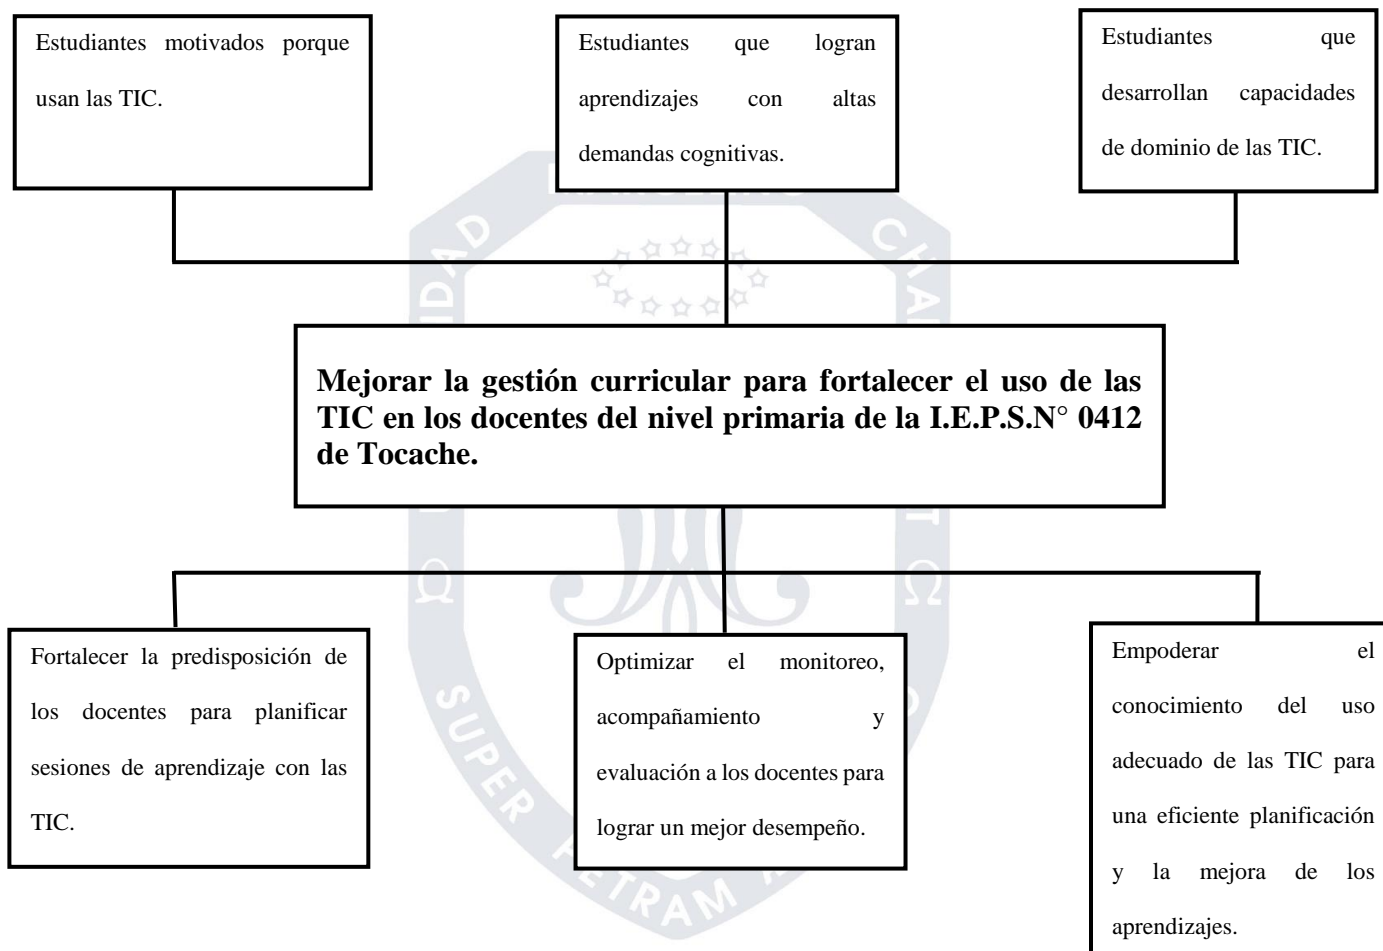 Estudiantes motivados porque
usan las TIC.
Estudiantes que logran
aprendizajes con altas
demandas cognitivas.
Estudiantes que
desarrollan capacidades
de dominio de las TIC.
Mejorar la gestión curricular para fortalecer el uso de las
TIC en los docentes del nivel primaria de la I.E.P.S.N° 0412
de Tocache.
Fortalecer la predisposición de
los docentes para planificar
sesiones de aprendizaje con las
TIC.
Optimizar el monitoreo,
acompañamiento y
evaluación a los docentes para
lograr un mejor desempeño.
Empoderar el
conocimiento del uso
adecuado de las TIC para
una eficiente planificación
y la mejora de los
aprendizajes.
SUPER PETRAM